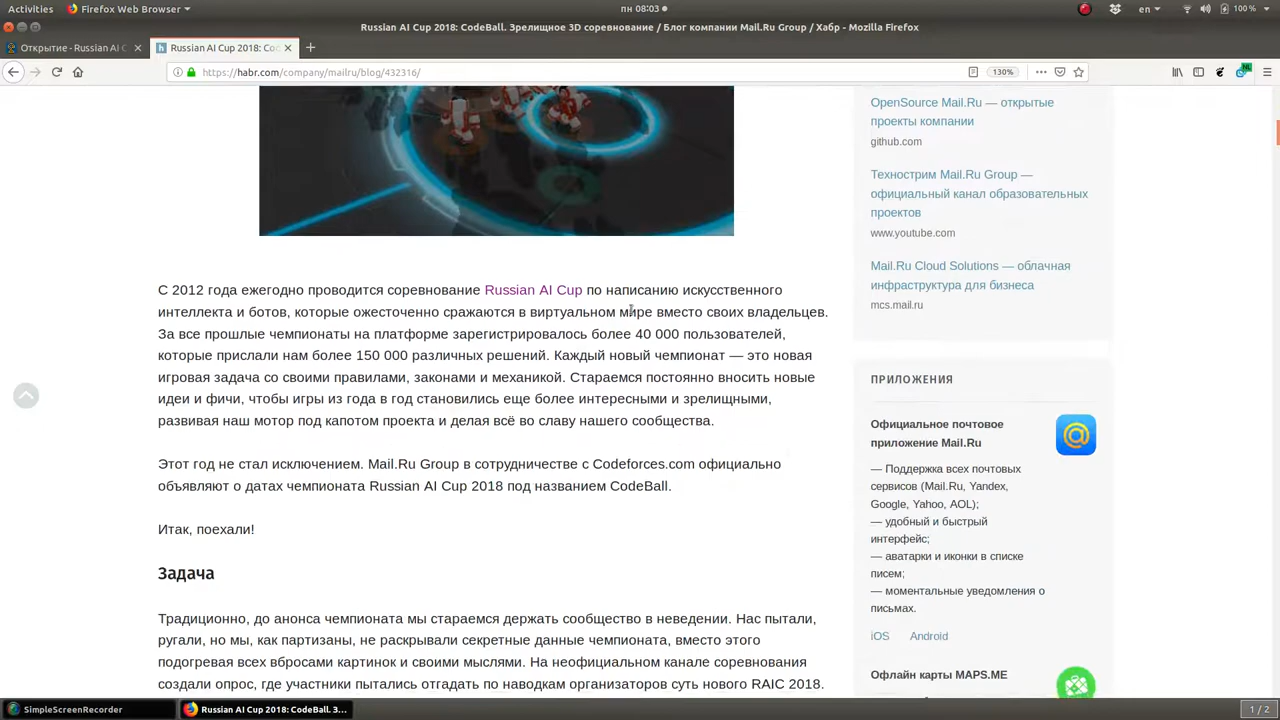 Activities
Firefox Web Browser
пн 08:03
en
100 %
Russian AI Cup 2018: CodeBall. Зрелищное 3D соревнование / Блог компании Mail.Ru Group / Хабр - Mozilla Firefox
Открытие - Russian AI C
Russian AI Cup 2018: Co
https://habr.com/company/mailru/blog/432316/
130%
NL
OpenSource Mail.Ru — открытые
проекты компании
github.com
Технострим Mail.Ru Group —
официальный канал образовательных
проектов
www.youtube.com
Mail.Ru Cloud Solutions — облачная
инфраструктура для бизнеса
mcs.mail.ru
С 2012 года ежегодно проводится соревнование Russian AI Cup по написанию искусственного
интеллекта и ботов, которые ожесточенно сражаются в виртуальном мире вместо своих владельцев.
За все прошлые чемпионаты на платформе зарегистрировалось более 40 000 пользователей,
которые прислали нам более 150 000 различных решений. Каждый новый чемпионат — это новая
игровая задача со своими правилами, законами и механикой. Стараемся постоянно вносить новые
идеи и фичи, чтобы игры из года в год становились еще более интересными и зрелищными,
развивая наш мотор под капотом проекта и делая всё во славу нашего сообщества.
Этот год не стал исключением. Mail.Ru Group в сотрудничестве с Codeforces.com официально
объявляют о датах чемпионата Russian AI Cup 2018 под названием CodeBall.
Итак, поехали!
Задача
Традиционно, до анонса чемпионата мы стараемся держать сообщество в неведении. Нас пытали,
ругали, но мы, как партизаны, не раскрывали секретные данные чемпионата, вместо этого
подогревая всех вбросами картинок и своими мыслями. На неофициальном канале соревнования
создали опрос, где участники пытались отгадать по наводкам организаторов суть нового RAIC 2018.
ПРИЛОЖЕНИЯ
Официальное почтовое
приложение Mail.Ru
— Поддержка всех почтовых
сервисов (Mail.Ru, Yandex,
Google, Yahoo, AOL);
— удобный и быстрый
интерфейс;
— аватарки и иконки в списке
писем;
— моментальные уведомления о
письмах.
iOS Android
Офлайн карты MAPS.ME
SimpleScreenRecorder
Russian AI Cup 2018: CodeBall. З...
1 / 2